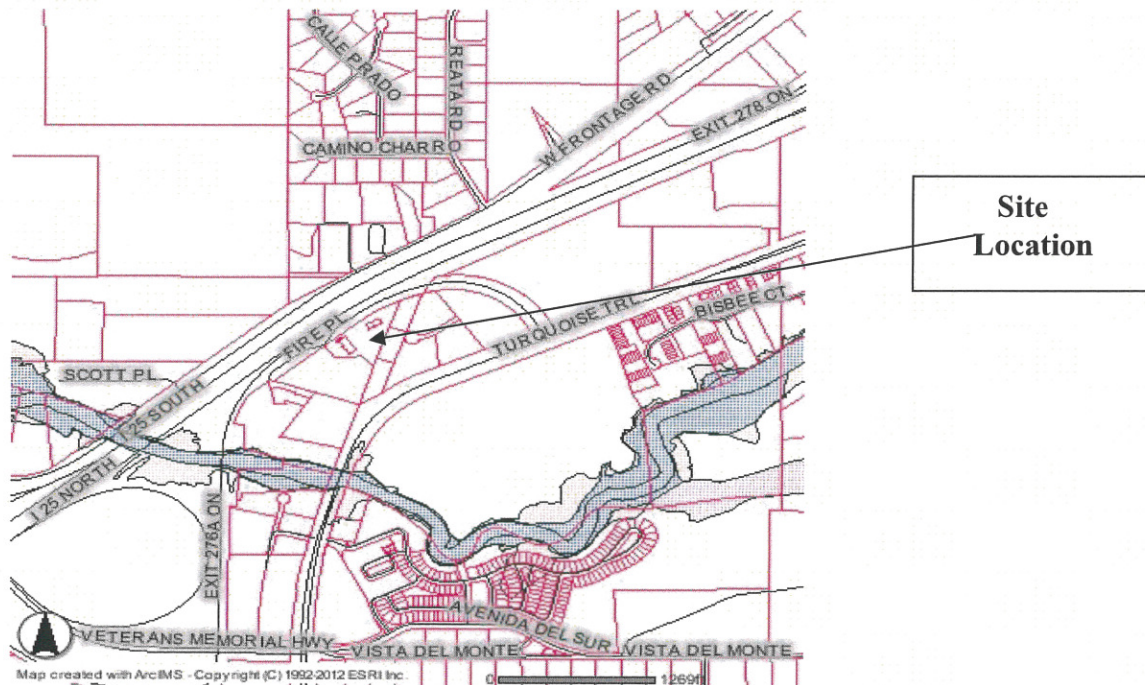 CALLE PRADO
REATA RD
W FRONTAGE RD
EXIT 278 ON
CAMINO CHARRO
Site
Location
FIRE PL
TURQUOISE TRL
BISBEE CT
SCOTT PL
I 25 SOUTH
I 25 NORTH
EXIT 276A ON
AVENIDA DEL SUR
VETERANS MEMORIAL HWY
VISTA DEL MONTE
VISTA DEL MONTE
Map created with ArcIMS - Copyright (C) 1992-2012 ESRI Inc.
0 1269ft